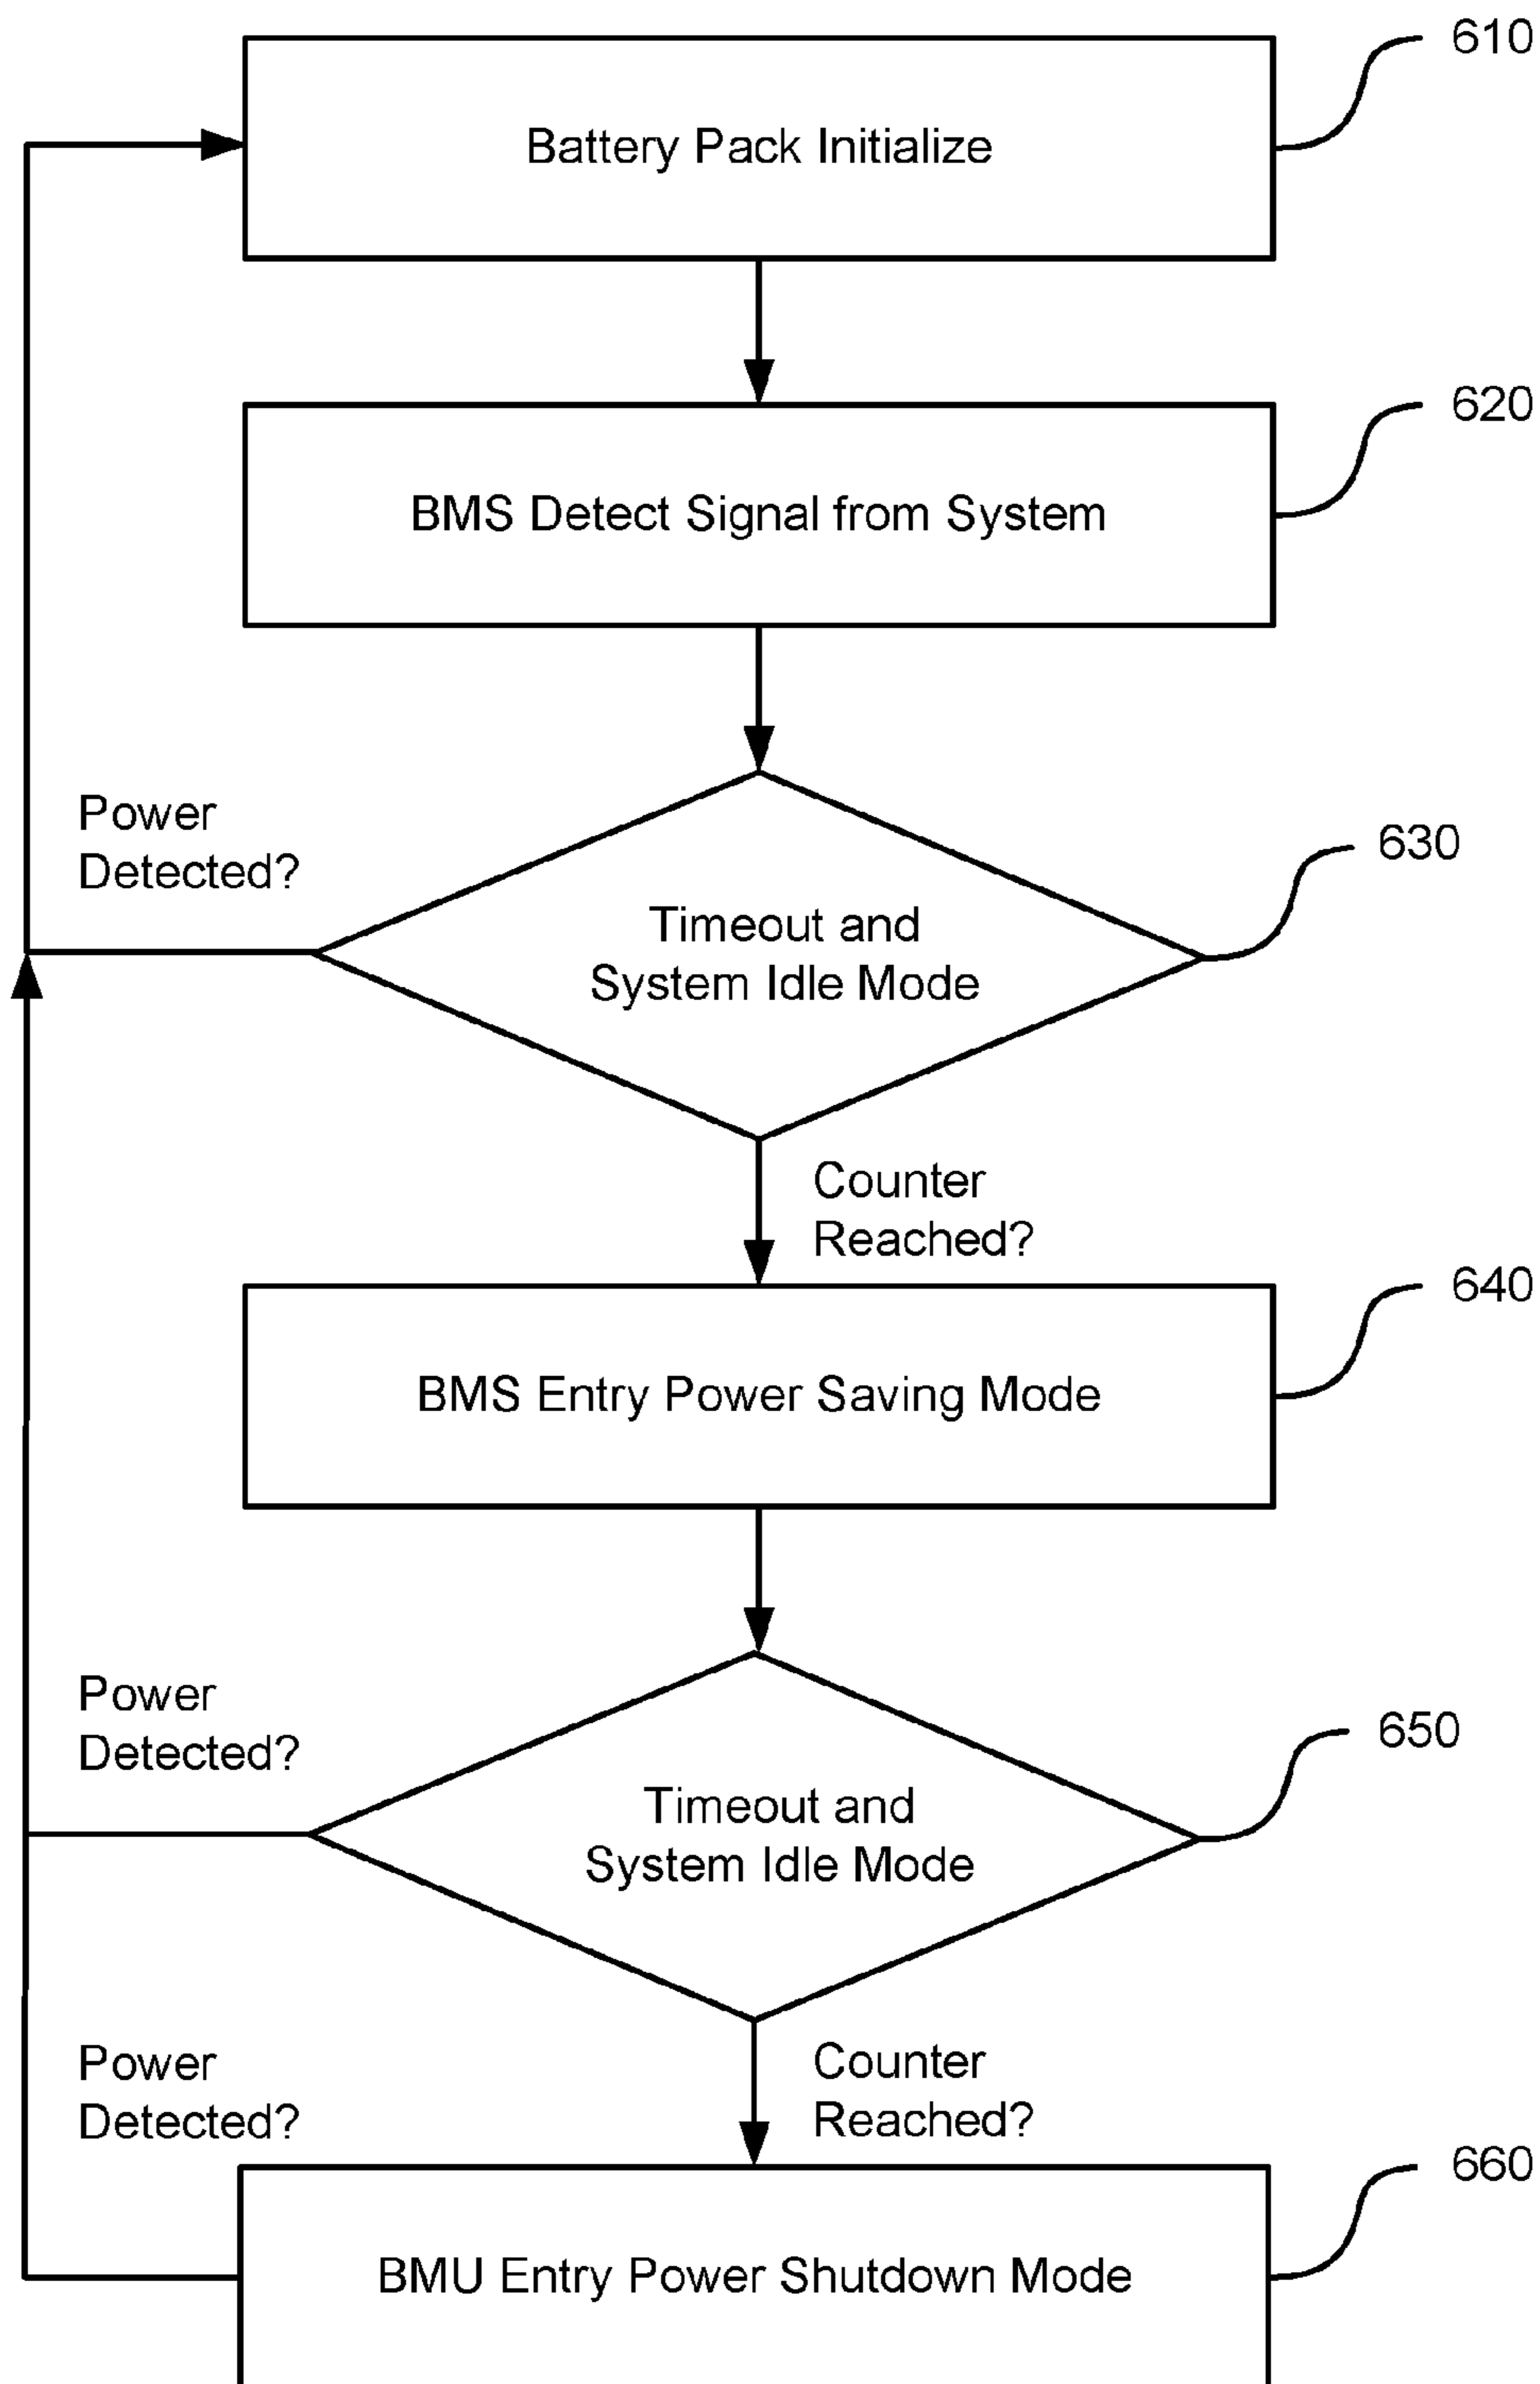 610
Battery Pack Initialize
620
BMS Detect Signal from System
Power
Detected?
630
Timeout and
System Idle Mode
Counter
Reached?
640
BMS Entry Power Saving Mode
Power
Detected?
650
Timeout and
System Idle Mode
Power
Detected?
Counter
Reached?
660
BMU Entry Power Shutdown Mode